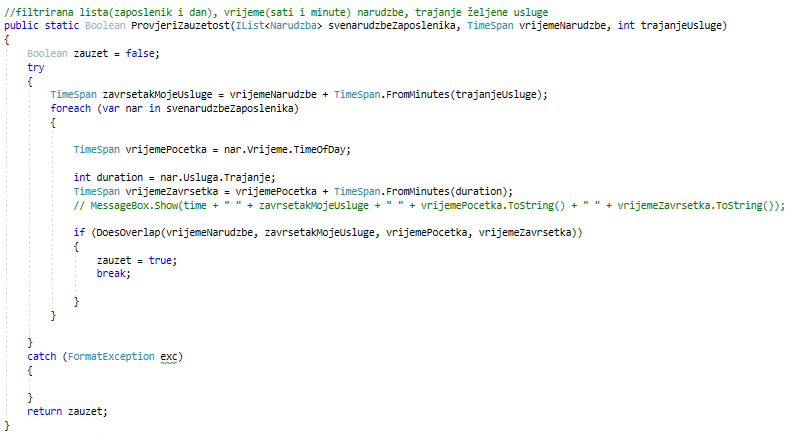 //filtrirana lista(zaposlenik i dan), vrijeme(sati i minute) narudzbe, trajanje željene usluge
public static Boolean ProvjeriZauzetost(IList<Narudzba> svenarudzbeZaposlenika, TimeSpan vrijemeNarudzbe, int trajanjeUsluge)
{
Boolean zauzet = false;
try
{
TimeSpan zavrsetakMojeUsluge = vrijemeNarudzbe + TimeSpan.FromMinutes(trajanjeUsluge);
foreach (var nar in svenarudzbeZaposlenika)
{
TimeSpan vrijemePocetka = nar.Vrijeme.TimeOfDay;
int duration = nar.Usluga.Trajanje;
TimeSpan vrijemeZavrsetka = vrijemePocetka + TimeSpan.FromMinutes(duration);
// MessageBox.Show(time + " " + zavrsetakMojeUsluge + " " + vrijemePocetka.ToString() + " " + vrijemeZavrsetka.ToString());
if (DoesOverlap(vrijemeNarudzbe, zavrsetakMojeUsluge, vrijemePocetka, vrijemeZavrsetka))
{
zauzet = true;
break;
}
}
}
catch (FormatException exc)
{
}
return zauzet;
}